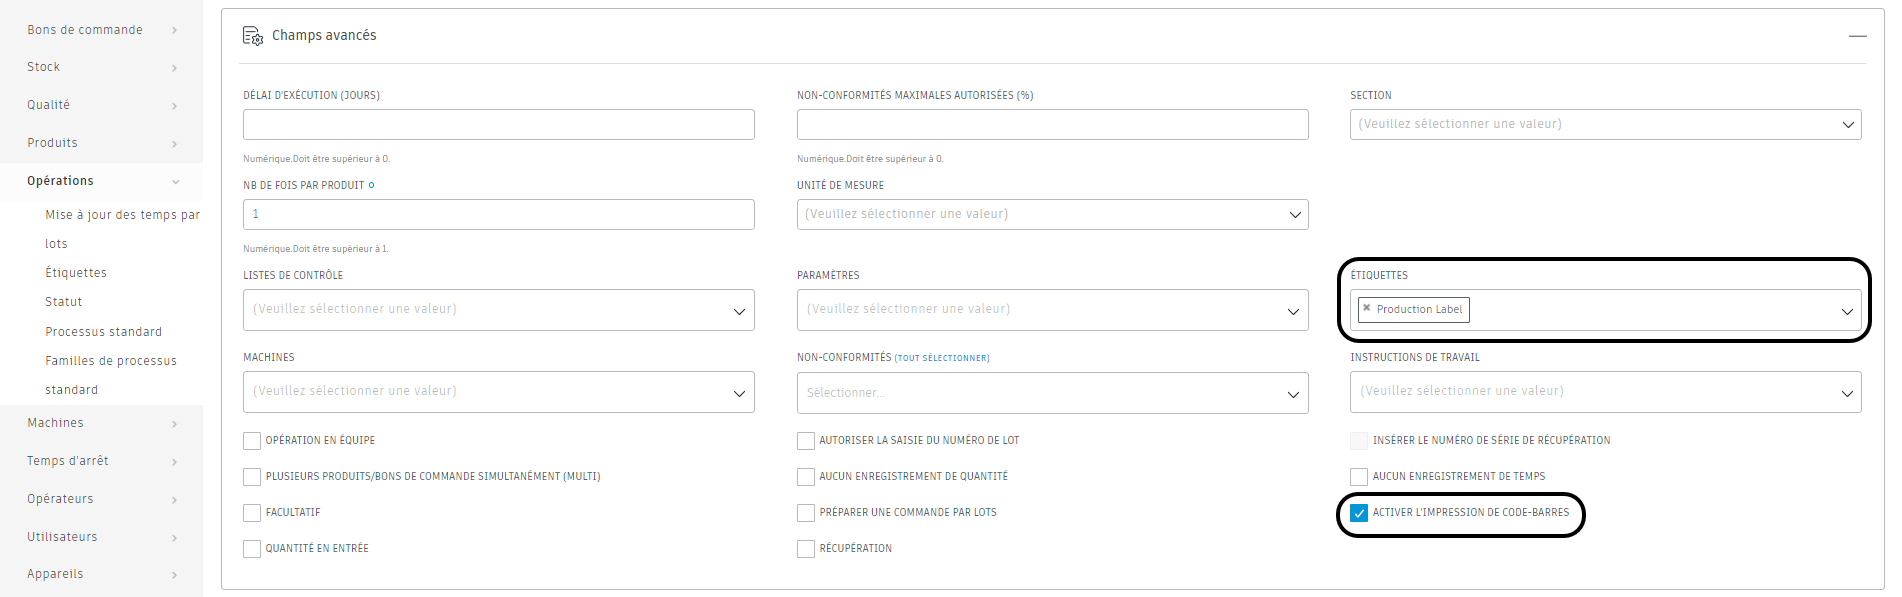 Bons de commande
Stock
Qualité
Produits
Opérations
Mise à jour des temps par
lots
Étiquettes
Statut
Processus standard
Familles de processus
standard
Machines
Temps d'arrêt
Opérateurs
Utilisateurs
Appareils
Champs avancés
DÉLAI D'EXÉCUTION (JOURS)
Numérique.Doit être supérieur à 0.
NON-CONFORMITÉS MAXIMALES AUTORISÉES (%)
Numérique.Doit être supérieur à 0.
SECTION
(Veuillez sélectionner une valeur)
NB DE FOIS PAR PRODUIT
1
Numérique.Doit être supérieur à 1.
UNITÉ DE MESURE
(Veuillez sélectionner une valeur)
LISTES DE CONTRÔLE
(Veuillez sélectionner une valeur)
PARAMÈTRES
(Veuillez sélectionner une valeur)
ÉTIQUETTES
Production Label
MACHINES
(Veuillez sélectionner une valeur)
NON-CONFORMITÉS (TOUT SÉLECTIONNER)
Sélectionner...
INSTRUCTIONS DE TRAVAIL
(Veuillez sélectionner une valeur)
OPÉRATION EN ÉQUIPE
AUTORISER LA SAISIE DU NUMÉRO DE LOT
INSÉRER LE NUMÉRO DE SÉRIE DE RÉCUPÉRATION
PLUSIEURS PRODUITS/BONS DE COMMANDE SIMULTANÉMENT (MULTI)
AUCUN ENREGISTREMENT DE QUANTITÉ
AUCUN ENREGISTREMENT DE TEMPS
FACULTATIF
PRÉPARER UNE COMMANDE PAR LOTS
ACTIVER L'IMPRESSION DE CODE-BARRES
QUANTITÉ EN ENTRÉE
RÉCUPÉRATION